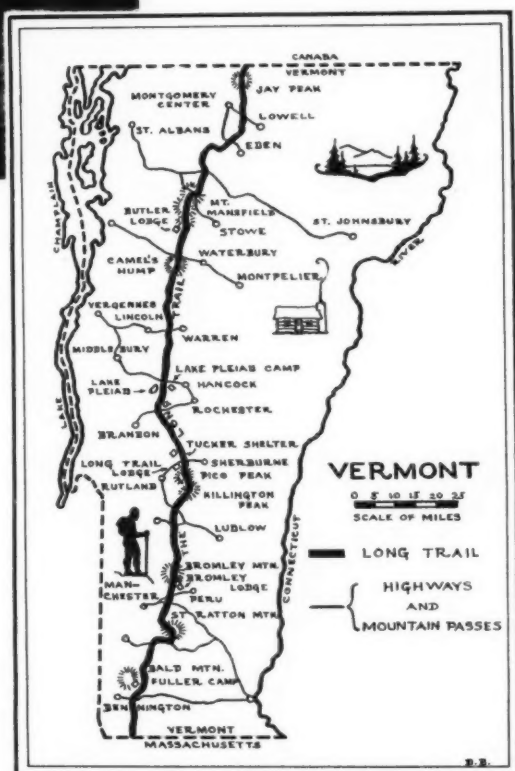 CANADA
VERMONT
JAY PEAK
MONTGOMERY
CENTER
LOWELL
ST. ALBANS
EDEN
CHAMPLAIN
MT.
MANSFIELD
BUTLER
LODGE
STOWE
ST. JOHNSBURY
RIVER
CAMEL'S
HUMP
WATERBURY
MONTPELIER
TRAIL
VERGENNES
LINCOLN
WARREN
MIDDLEBURY
LAKE PLEIAD CAMP
LAKE
PLEIAD
HANCOCK
LONG
ROCHESTER
LAKE
BRANDON
TUCKER SHELTER
LONG TRAIL
LODGE
SHERBURNE
PICO PEAK
RUTLAND
KILLINGTON
PEAK
VERMONT
0 5 10 15 20 25
SCALE OF MILES
LUDLOW
LONG TRAIL
THE
CONNECTICUT
BROMLEY MTN.
BROMLEY
LODGE
MAN-
CHESTER
PERU
HIGHWAYS
AND
MOUNTAIN PASSES
STRATTON MTN.
BALD MTN.
FULLER CAMP
BENNINGTON
VERMONT
MASSACHUSETTS